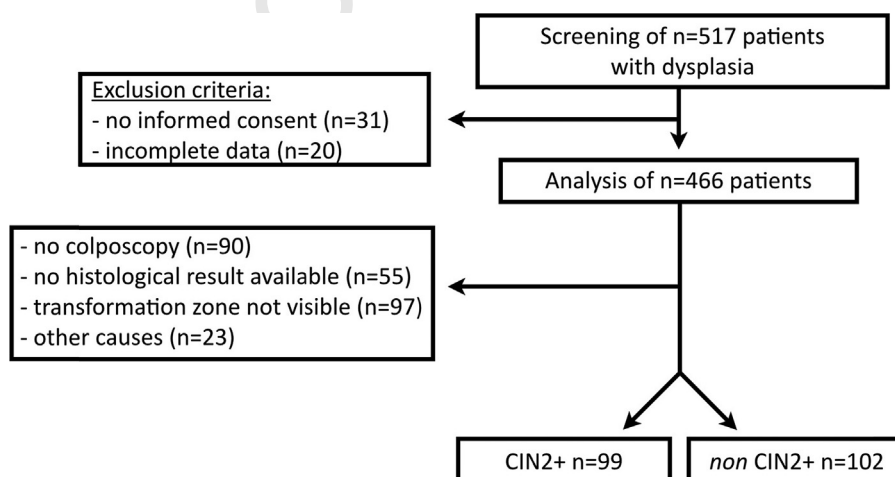 Screening of n=517 patients
with dysplasia
Exclusion criteria:
- no informed consent (n=31)
- incomplete data (n=20)
Analysis of n=466 patients
- no colposcopy (n=90)
- no histological result available (n=55)
- transformation zone not visible (n=97)
- other causes (n=23)
CIN2+ n=99
non CIN2+ n=102